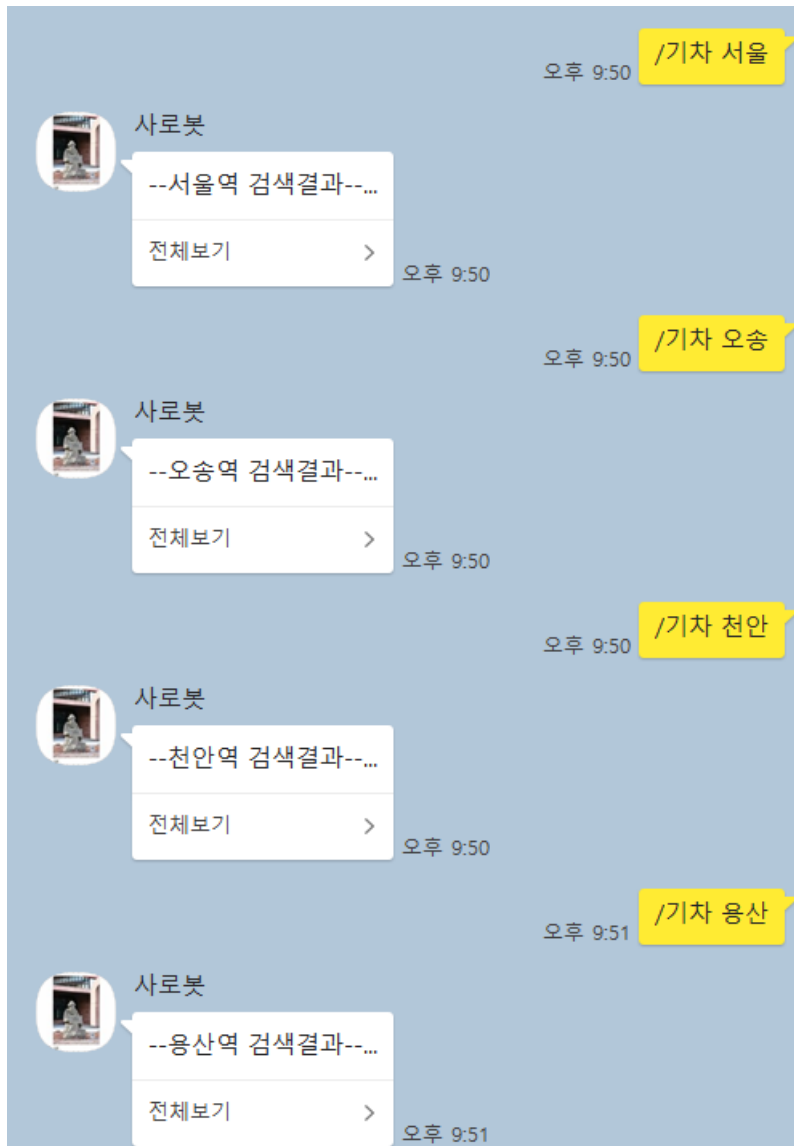 /기차 서울
오후 9:50
사로봇
--서울역 검색결과--...
전체보기
오후 9:50
/기차 오송
오후 9:50
사로봇
--오송역 검색결과--...
전체보기
오후 9:50
/기차 천안
오후 9:50
사로봇
--천안역 검색결과--...
전체보기
오후 9:50
/기차 용산
오후 9:51
사로봇
--용산역 검색결과--...
전체보기
오후 9:51